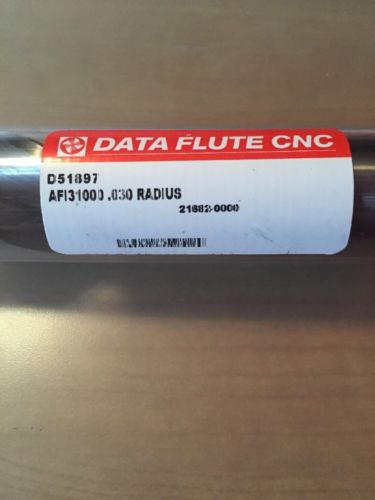 DATA FLUTE CNC
D51897
AFI31000 .030 RADIUS
21682-0000